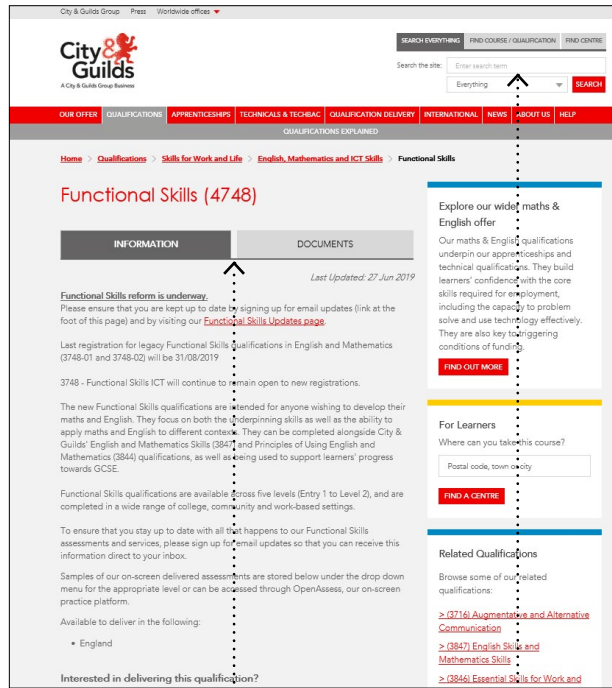 City & Guilds Group Press Worldwide offices
City &
Guilds
A City & Guilds Group Business
SEARCH EVERYTHING FIND COURSE / QUALIFICATION FIND CENTRE
Search the site: Enter search term
Everything SEARCH
OUR OFFER QUALIFICATIONS APPRENTICESHIPS TECHNICALS & TECHBAC QUALIFICATION DELIVERY INTERNATIONAL NEWS ABOUT US HELP
QUALIFICATIONS EXPLAINED
Home > Qualifications > Skills for Work and Life > English, Mathematics and ICT Skills > Functional Skills
Functional Skills (4748)
INFORMATION DOCUMENTS
Last Updated: 27 Jun 2019
Functional Skills reform is underway.
Please ensure that you are kept up to date by signing up for email updates (link at the
foot of this page) and by visiting our Functional Skills Updates page.
Last registration for legacy Functional Skills qualifications in English and Mathematics
(3748-01 and 3748-02) will be 31/08/2019
3748 - Functional Skills ICT will continue to remain open to new registrations.
The new Functional Skills qualifications are intended for anyone wishing to develop their
maths and English. They focus on both the underpinning skills as well as the ability to
apply maths and English to different contexts. They can be completed alongside City &
Guilds' English and Mathematics Skills (3847) and Principles of Using English and
Mathematics (3844) qualifications, as well as being used to support learners' progress
towards GCSE.
Functional Skills qualifications are available across five levels (Entry 1 to Level 2), and are
completed in a wide range of college, community and work-based settings.
To ensure that you stay up to date with all that happens to our Functional Skills
assessments and services, please sign up for email updates so that you can receive this
information direct to your inbox.
Samples of our on-screen delivered assessments are stored below under the drop down
menu for the appropriate level or can be accessed through OpenAssess, our on-screen
practice platform.
Available to deliver in the following:
• England
Interested in delivering this qualification?
Explore our wider maths &
English offer
Our maths & English qualifications
underpin our apprenticeships and
technical qualifications. They build
learners' confidence with the core
skills required for employment,
including the capacity to problem
solve and use technology effectively.
They are also key to triggering
conditions of funding.
FIND OUT MORE
For Learners
Where can you take this course?
Postal code, town or city
FIND A CENTRE
Related Qualifications
Browse some of our related
qualifications:
> (3716) Augmentative and Alternative
Communication
> (3847) English Skills and
Mathematics Skills
> (3846) Essential Skills for Work and